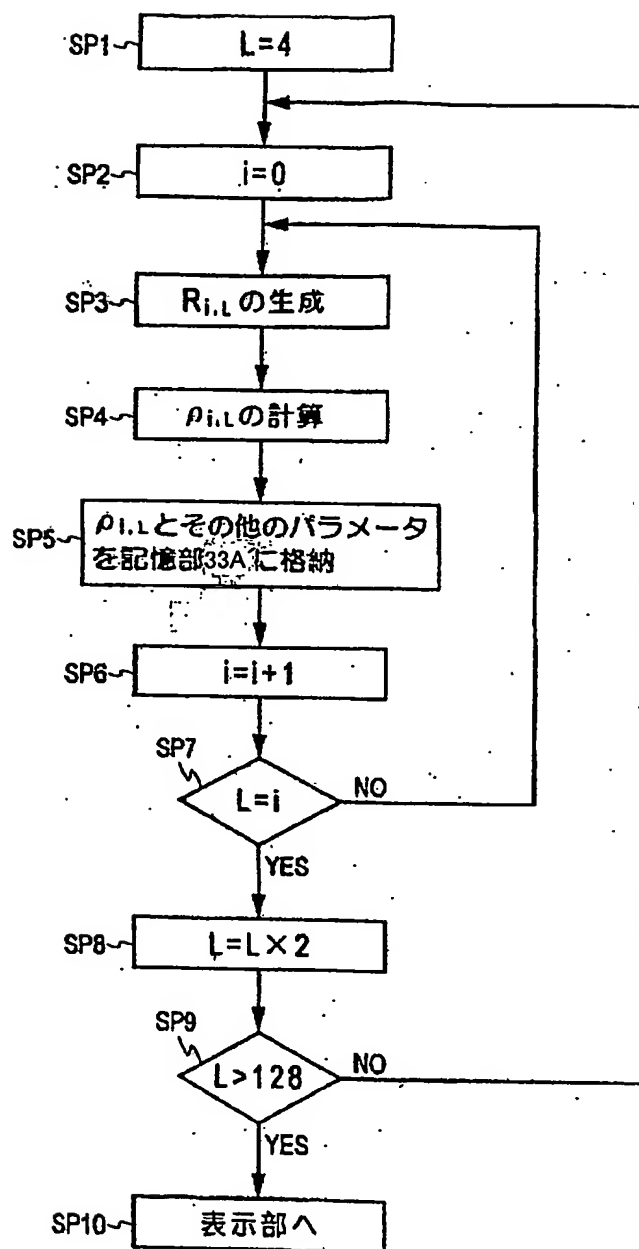 SP1 L=4
SP2 i=0
SP3 Ri,Lの生成
SP4 ρi,Lの計算
SP5 ρi,Lとその他のパラメータ
を記憶部33Aに格納
SP6 i=i+1
SP7
L=i NO
YES
SP8 L=L×2
SP9
L>128 NO
YES
SP10 表示部へ